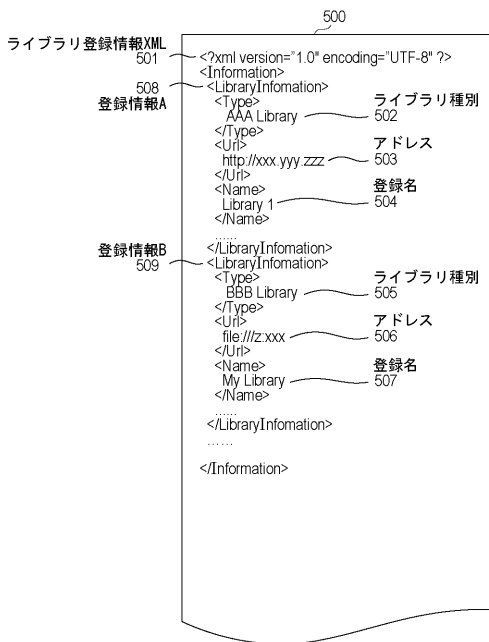 500
ライブラリ登録情報XML
501
<?xml version="1.0" encoding="UTF-8" ?>
<Information>
508
<LibraryInfomation>
登録情報A
<Type>
ライブラリ種別
AAA Library
502
</Type>
<Url>
アドレス
http://xxx.yyy.zzz
503
</Url>
<Name>
登録名
Library 1
504
</Name>
......
登録情報B
</LibraryInfomation>
509
<LibraryInfomation>
<Type>
ライブラリ種別
BBB Library
505
</Type>
<Url>
アドレス
file:///z:xxx
506
</Url>
<Name>
登録名
My Library
507
</Name>
......
</LibraryInfomation>
......
</Information>